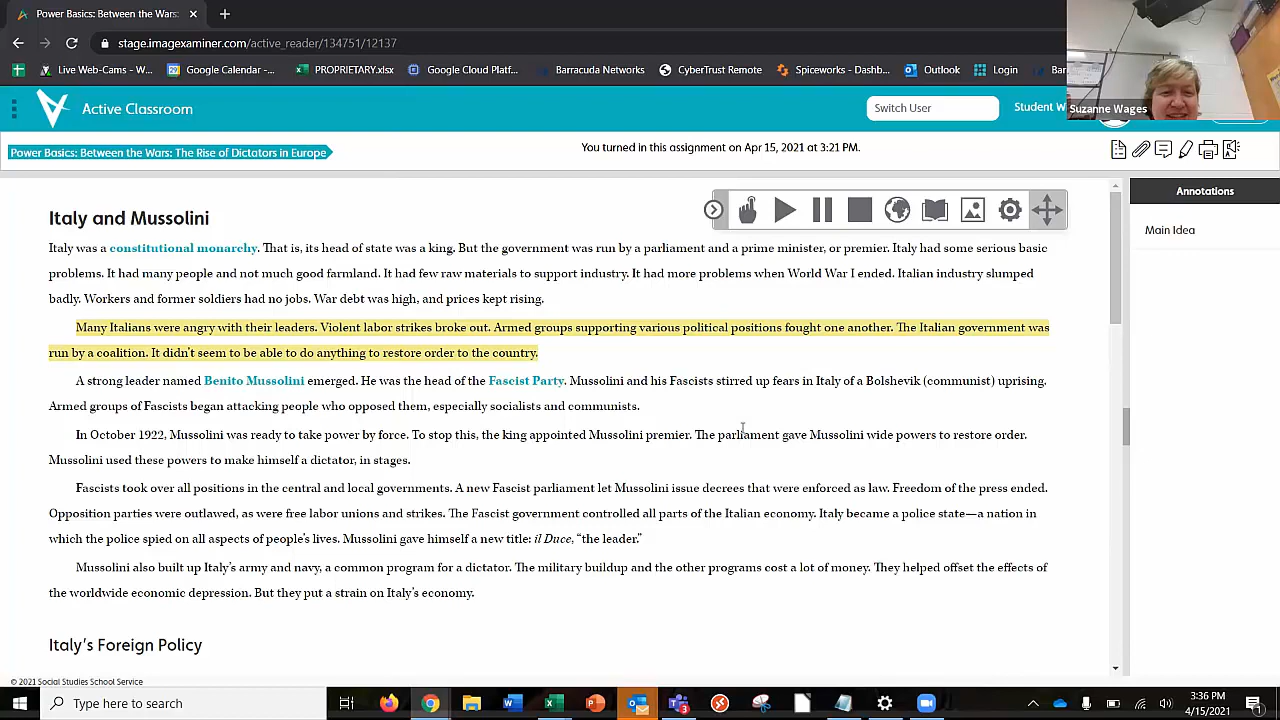 Power Basics: Between the Wars:
stage.imagexaminer.com/active_reader/134751/12137
Live Web-Cams - W...
Google Calendar -...
PROPRIETARY...
Google Cloud Platf...
Barracuda Networks
CyberTrust Remote
SonicSocks - Dashb...
Outlook
Login
Suzanne Wages
Active Classroom
Switch User
Student W
Power Basics: Between the Wars: The Rise of Dictators in Europe
You turned in this assignment on Apr 15, 2021 at 3:21 PM.
Italy and Mussolini
Italy was a constitutional monarchy. That is, its head of state was a king. But the government was run by a parliament and a prime minister, or premier. Italy had some serious basic
problems. It had many people and not much good farmland. It had few raw materials to support industry. It had more problems when World War I ended. Italian industry slumped
badly. Workers and former soldiers had no jobs. War debt was high, and prices kept rising.
Many Italians were angry with their leaders. Violent labor strikes broke out. Armed groups supporting various political positions fought one another. The Italian government was
run by a coalition. It didn't seem to be able to do anything to restore order to the country.
A strong leader named Benito Mussolini emerged. He was the head of the Fascist Party. Mussolini and his Fascists stirred up fears in Italy of a Bolshevik (communist) uprising.
Armed groups of Fascists began attacking people who opposed them, especially socialists and communists.
In October 1922, Mussolini was ready to take power by force. To stop this, the king appointed Mussolini premier. The parliament gave Mussolini wide powers to restore order.
Mussolini used these powers to make himself a dictator, in stages.
Fascists took over all positions in the central and local governments. A new Fascist parliament let Mussolini issue decrees that were enforced as law. Freedom of the press ended.
Opposition parties were outlawed, as were free labor unions and strikes. The Fascist government controlled all parts of the Italian economy. Italy became a police state—a nation in
which the police spied on all aspects of people's lives. Mussolini gave himself a new title: il Duce, “the leader.”
Mussolini also built up Italy's army and navy, a common program for a dictator. The military buildup and the other programs cost a lot of money. They helped offset the effects of
the worldwide economic depression. But they put a strain on Italy's economy.
Italy's Foreign Policy
Annotations
Main Idea
© 2021 Social Studies School Service
Type here to search
3:36 PM
4/15/2021